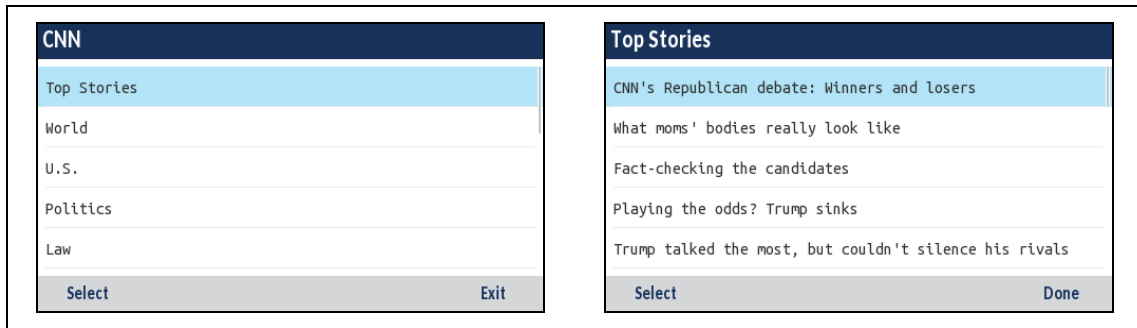 CNN
Top Stories
World
U.S.
Politics
Law
Select Exit
Top Stories
CNN's Republican debate: Winners and losers
What moms' bodies really look like
Fact-checking the candidates
Playing the odds? Trump sinks
Trump talked the most, but couldn't silence his rivals
Select Done